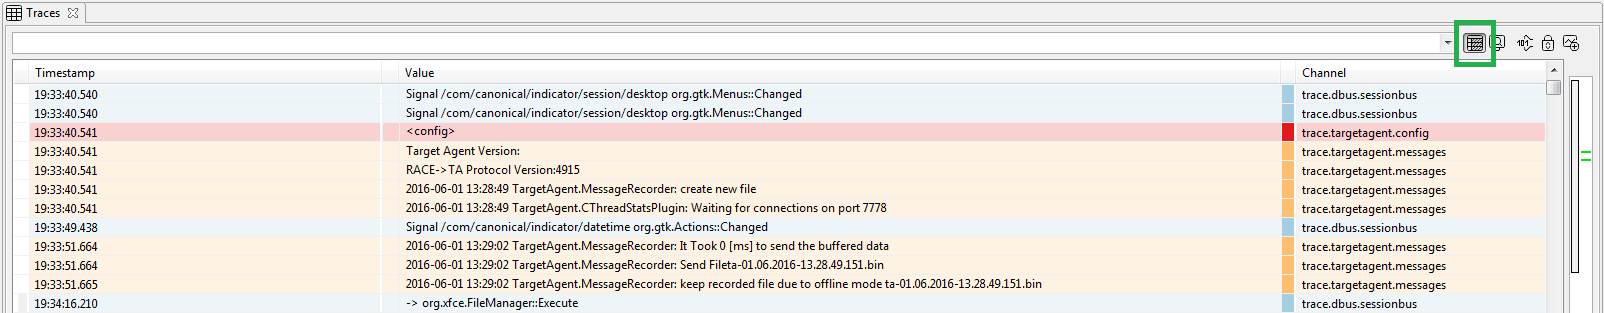 Traces
Timestamp Value Channel
19:33:40.540 Signal /com/canonical/indicator/session/desktop org.gtk.Menus::Changed trace.dbus.sessionbus
19:33:40.540 Signal /com/canonical/indicator/session/desktop org.gtk.Menus::Changed trace.dbus.sessionbus
19:33:40.541 <config> trace.targetagent.config
19:33:40.541 Target Agent Version: trace.targetagent.messages
19:33:40.541 RACE->TA Protocol Version:4915 trace.targetagent.messages
19:33:40.541 2016-06-01 13:28:49 TargetAgent.MessageRecorder: create new file trace.targetagent.messages
19:33:40.541 2016-06-01 13:28:49 TargetAgent.CThreadStatsPlugin: Waiting for connections on port 7778 trace.targetagent.messages
19:33:49.438 Signal /com/canonical/indicator/datetime org.gtk.Actions::Changed trace.dbus.sessionbus
19:33:51.664 2016-06-01 13:29:02 TargetAgent.MessageRecorder: It Took 0 [ms] to send the buffered data trace.targetagent.messages
19:33:51.664 2016-06-01 13:29:02 TargetAgent.MessageRecorder: Send Fileta-01.06.2016-13.28.49.151.bin trace.targetagent.messages
19:33:51.665 2016-06-01 13:29:02 TargetAgent.MessageRecorder: keep recorded file due to offline mode ta-01.06.2016-13.28.49.151.bin trace.targetagent.messages
19:34:16.210 -> org.xfce.FileManager::Execute trace.dbus.sessionbus